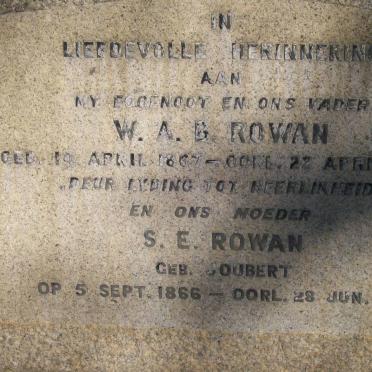 IN
LIEFDEVOLLE HERINNERING
AAN
MY EGGENOOT EN ONS VADER
W. A. B. ROWAN
GEB. 19 APRIL 1867 — OORL. 22 APRI
„DEUR LYDING TOT HEERLIKHEID
EN ONS MOEDER
S. E. ROWAN
GEB. JOUBERT
OP 5 SEPT. 1866 — OORL. 28 JUN.